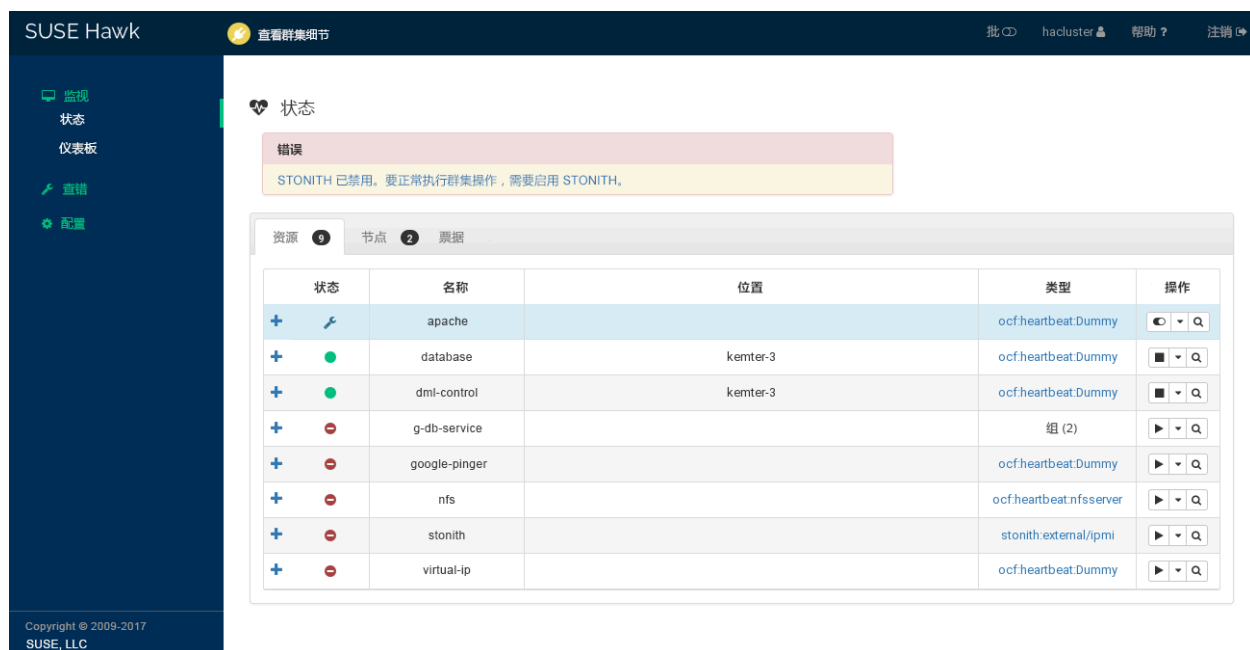 SUSE Hawk
查看群集细节
批
hacluster
帮助 ?
注销
监视
状态
仪表板
查错
配置
状态
错误
STONITH 已禁用。要正常执行群集操作，需要启用 STONITH。
资源 9 节点 2 票据
状态 名称 位置 类型 操作
apache ocf:heartbeat:Dummy
database kemter-3 ocf:heartbeat:Dummy
dml-control kemter-3 ocf:heartbeat:Dummy
g-db-service 组 (2)
google-pinger ocf:heartbeat:Dummy
nfs ocf:heartbeat:nfsserver
stonith stonith:external/ipmi
virtual-ip ocf:heartbeat:Dummy
Copyright © 2009-2017
SUSE, LLC